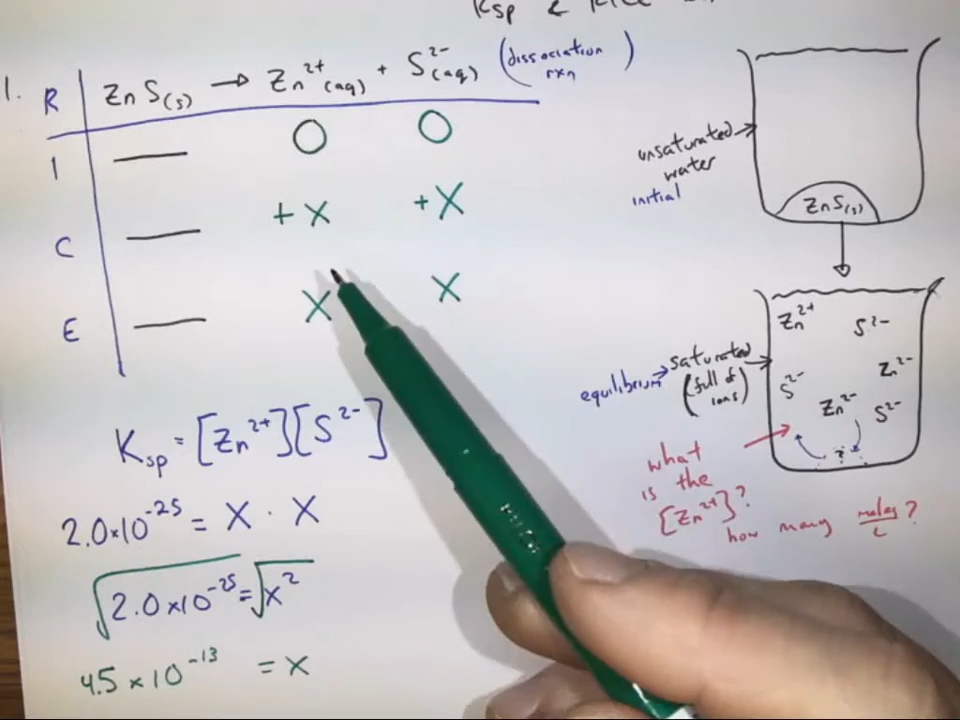 Ksp &
1. R ZnS(s) → Zn²⁺(aq) + S²⁻(aq) (dissociation rxn)
I — O O
C — +X +X
E — X X
Ksp = [Zn²⁺][S²⁻]
2.0×10⁻²⁵ = X · X
√2.0×10⁻²⁵ = √x²
4.5×10⁻¹³ = X
unsaturated
water
initial
ZnS(s)
equilibrium → saturated
(full of
ions)
Zn²⁺ S²⁻
Zn²⁻
S²⁻
Zn²⁻ S²⁻
?
what
is the
[Zn²⁺]?
how many moles/L?